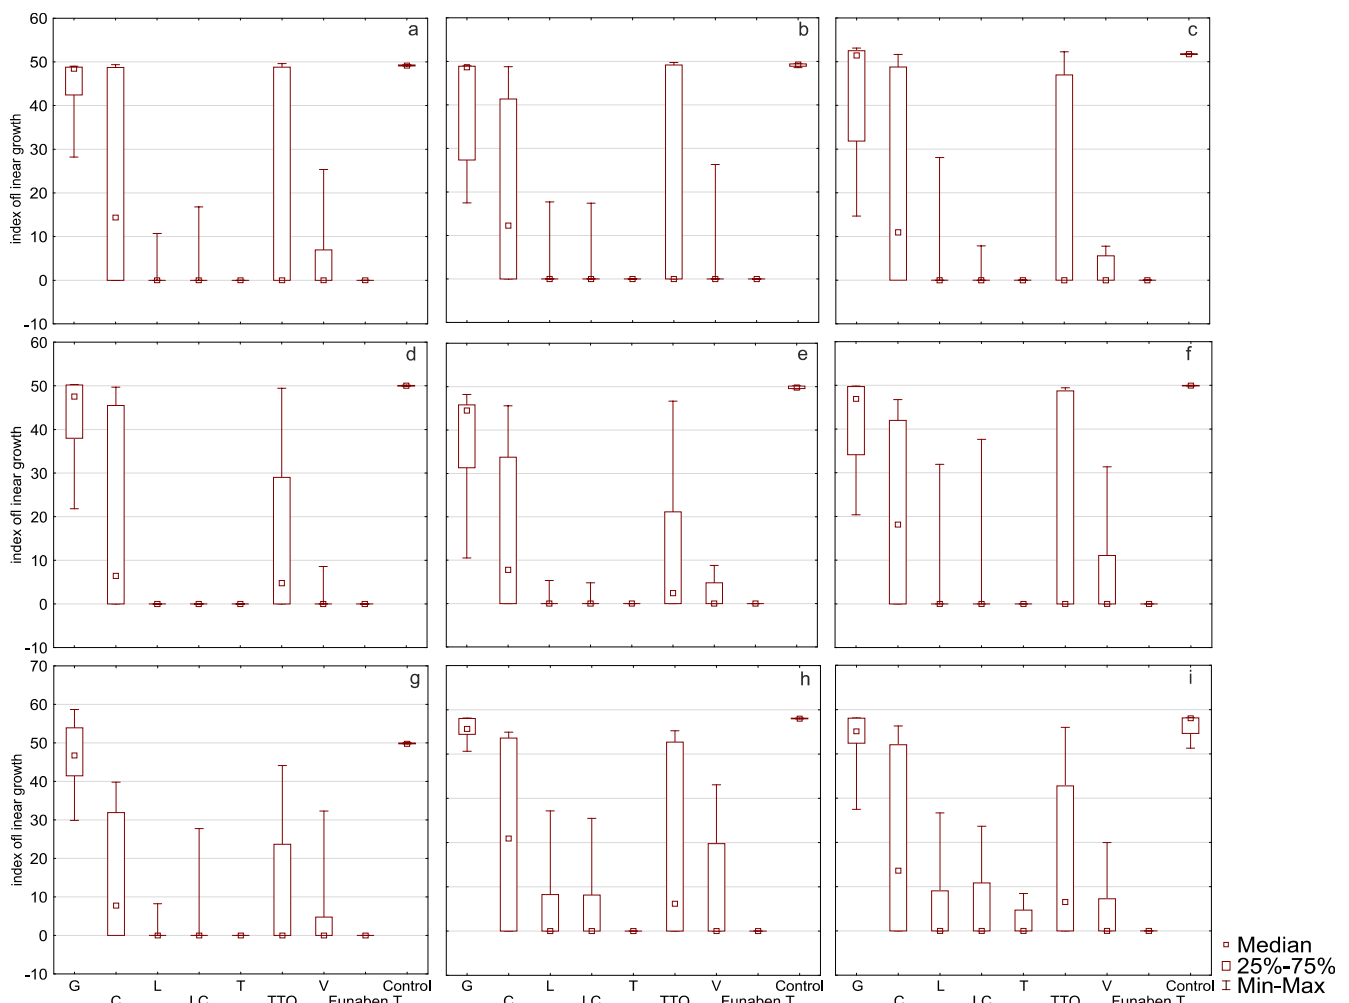 60
50
40
30
20
10
0
-10
index ofl inear growth
a
b
c
60
50
40
30
20
10
0
-10
index ofl inear growth
d
e
f
70
60
50
40
30
20
10
0
-10
index ofl inear growth
g
h
i
G L T V Control
C LC TTO Funaben T
G L T V Control
C LC TTO Funaben T
G L T V Control
C LC TTO Funaben T
Median
25%-75%
Min-Max